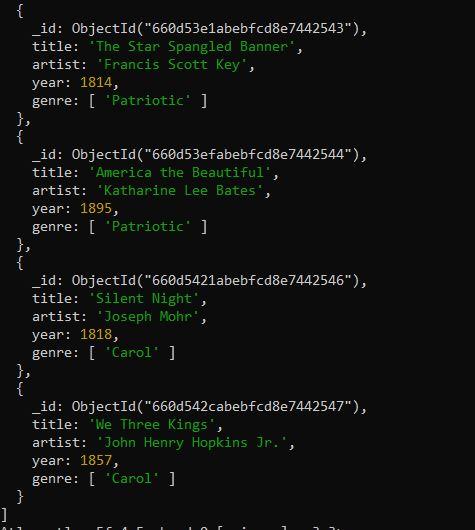 {
_id: ObjectId("660d53e1abebfcd8e7442543"),
title: 'The Star Spangled Banner',
artist: 'Francis Scott Key',
year: 1814,
genre: [ 'Patriotic' ]
},
{
_id: ObjectId("660d53efabebfcd8e7442544"),
title: 'America the Beautiful',
artist: 'Katharine Lee Bates',
year: 1895,
genre: [ 'Patriotic' ]
},
{
_id: ObjectId("660d5421abebfcd8e7442546"),
title: 'Silent Night',
artist: 'Joseph Mohr',
year: 1818,
genre: [ 'Carol' ]
},
{
_id: ObjectId("660d542cabebfcd8e7442547"),
title: 'We Three Kings',
artist: 'John Henry Hopkins Jr.',
year: 1857,
genre: [ 'Carol' ]
}
]